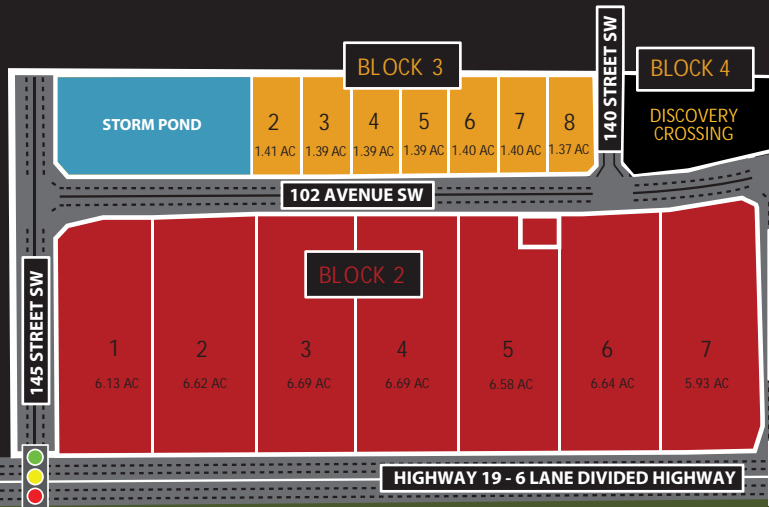 BLOCK 3
140 STREET SW
BLOCK 4
STORM POND
2
1.41 AC
3
1.39 AC
4
1.39 AC
5
1.39 AC
6
1.40 AC
7
1.40 AC
8
1.37 AC
DISCOVERY
CROSSING
102 AVENUE SW
BLOCK 2
145 STREET SW
1
6.13 AC
2
6.62 AC
3
6.69 AC
4
6.69 AC
5
6.58 AC
6
6.64 AC
7
5.93 AC
HIGHWAY 19 - 6 LANE DIVIDED HIGHWAY